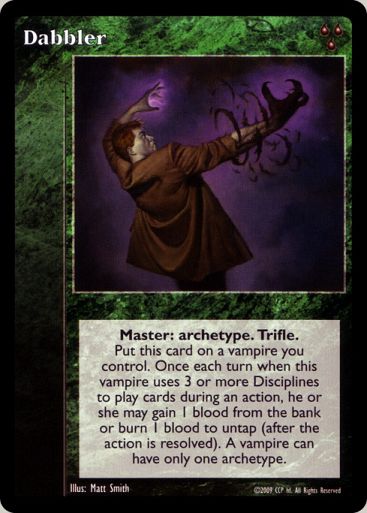 Dabbler
Master: archetype. Trifle.
Put this card on a vampire you
control. Once each turn when this
vampire uses 3 or more Disciplines
to play cards during an action, he or
she may gain 1 blood from the bank
or burn 1 blood to untap (after the
action is resolved). A vampire can
have only one archetype.
Illus: Matt Smith
©2009 CCP hf. All Rights Reserved